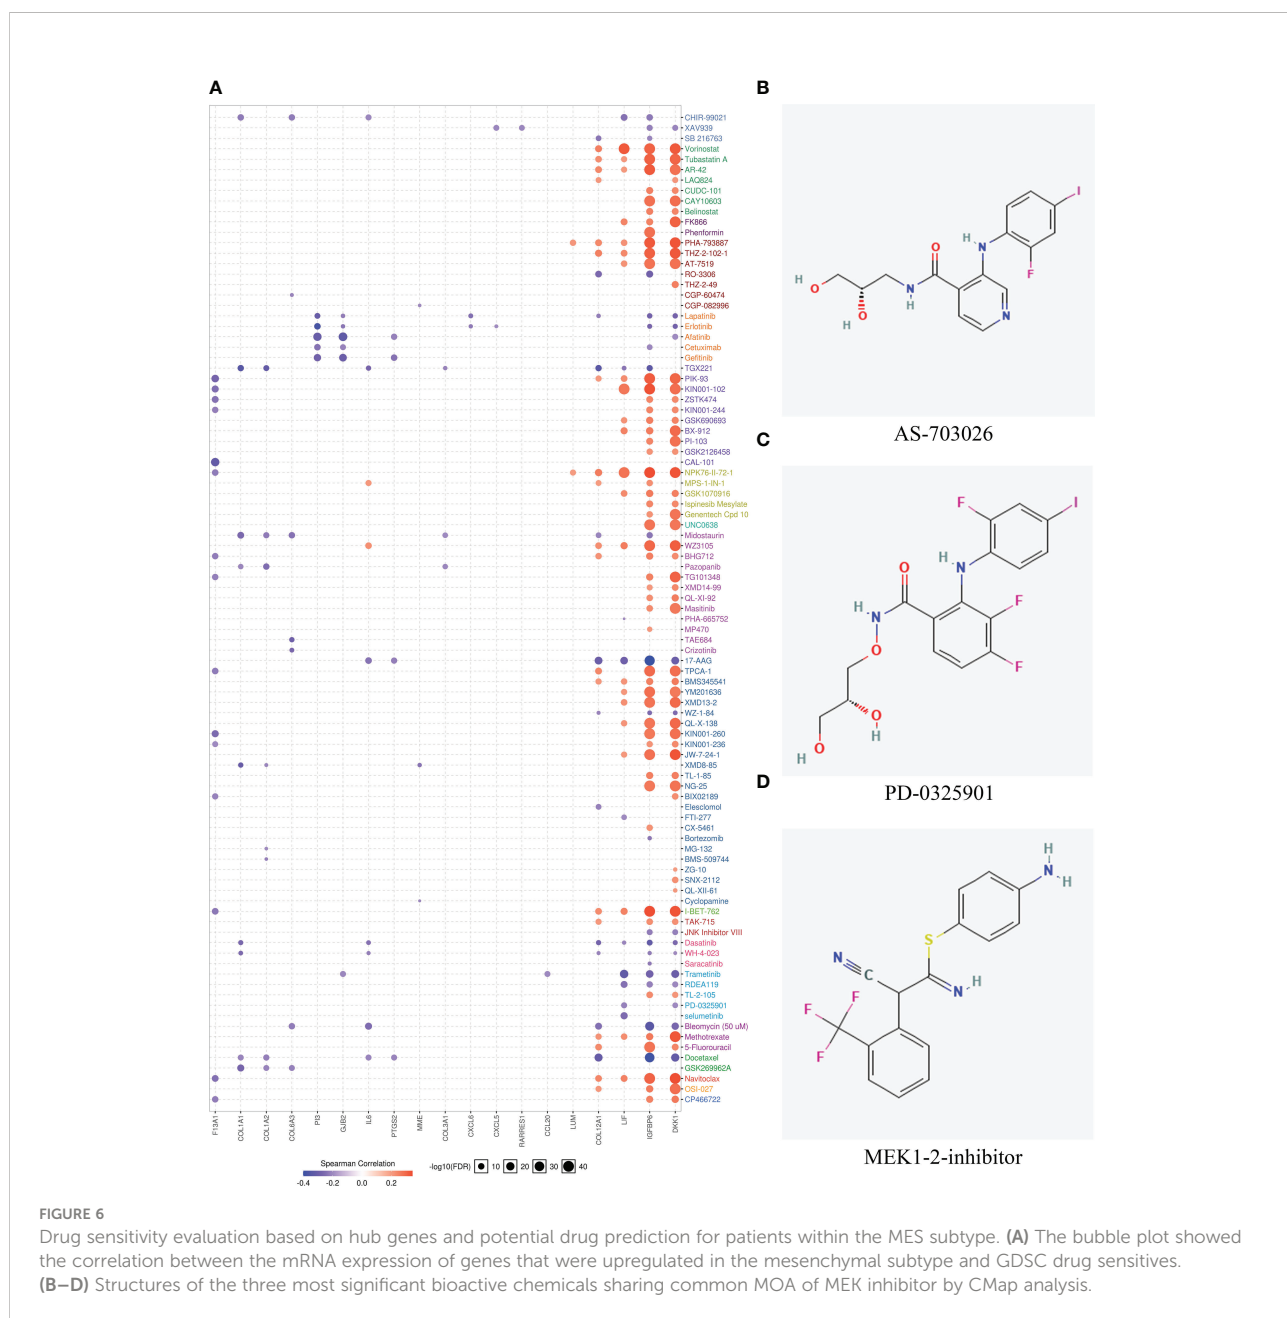 A
CHIR-99021
XAV939
SB 216763
Vorinostat
Tubastatin A
AR-42
LAQ824
CUDC-101
CAY10603
Belinostat
FK866
Phenformin
PHA-793887
THZ-2-102-1
AT-7519
RO-3306
THZ-2-49
CGP-60474
CGP-082996
Lapatinib
Erlotinib
Afatinib
Cetuximab
Gefitinib
TGX221
PIK-93
KIN001-102
ZSTK474
KIN001-244
GSK690693
BX-912
PI-103
GSK2126458
CAL-101
NPK76-II-72-1
MPS-1-IN-1
GSK1070916
Ispinesib Mesylate
Genentech Cpd 10
UNC0638
Midostaurin
WZ3105
BHG712
Pazopanib
TG101348
XMD14-99
QL-XI-92
Masitinib
PHA-665752
MP470
TAE684
Crizotinib
17-AAG
TPCA-1
BMS345541
YM201636
XMD13-2
WZ-1-84
QL-X-138
KIN001-260
KIN001-236
JW-7-24-1
XMD8-85
TL-1-85
NG-25
BIX02189
Elesclomol
FTI-277
CX-5461
Bortezomib
MG-132
BMS-509744
ZG-10
SNX-2112
QL-XII-61
Cyclopamine
I-BET-762
TAK-715
JNK Inhibitor VIII
Dasatinib
WH-4-023
Saracatinib
Trametinib
RDEA119
TL-2-105
PD-0325901
selumetinib
Bleomycin (50 uM)
Methotrexate
5-Fluorouracil
Docetaxel
GSK269962A
Navitoclax
OSI-027
CP466722
F13A1
COL1A1
COL1A2
COL6A3
PI3
GJB2
IL6
PTGS2
MME
COL3A1
CXCL6
CXCL5
RARRES1
CCL20
LUM
COL12A1
LIF
IGFBP6
DKK1
Spearman Correlation
-0.4 -0.2 0.0 0.2
-log10(FDR) 10 20 30 40
B
I
H
N
F
O
H
O
N
H
O
H
N
AS-703026
C
F
I
H
N
O
H
N
F
F
O
O
H
O
H
PD-0325901
D
H
N
H
S
N
C
N
H
F
F
F
MEK1-2-inhibitor
FIGURE 6
Drug sensitivity evaluation based on hub genes and potential drug prediction for patients within the MES subtype. (A) The bubble plot showed
the correlation between the mRNA expression of genes that were upregulated in the mesenchymal subtype and GDSC drug sensitives.
(B–D) Structures of the three most significant bioactive chemicals sharing common MOA of MEK inhibitor by CMap analysis.